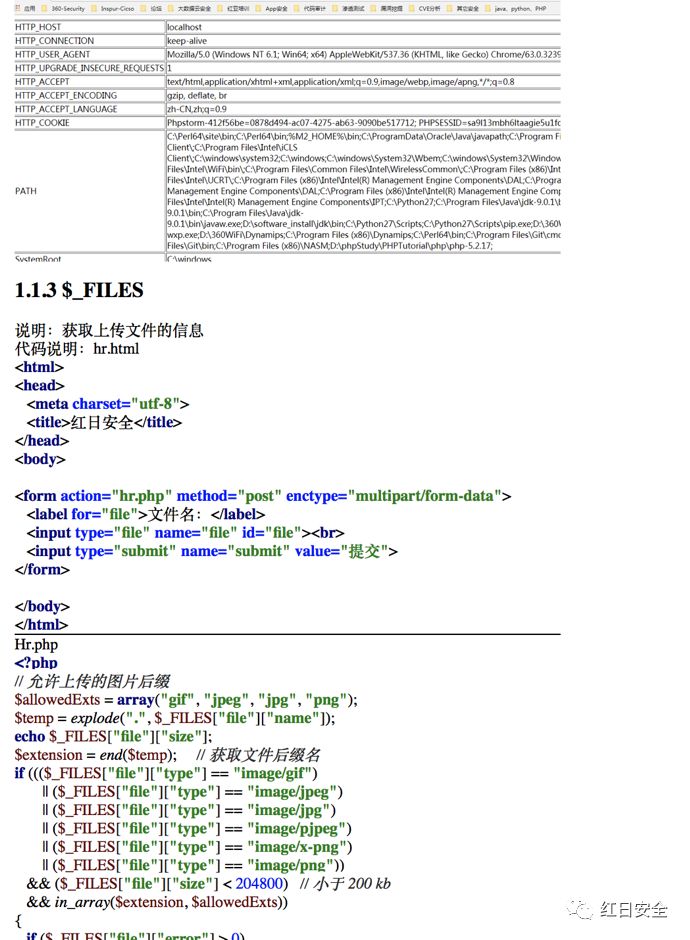 应用 360-Security Inspur-Cicso 论坛 大数据云安全 红亚培训 App安全 代码审计 渗透测试 漏洞挖掘 CVE分析 其它安全 java、python、PHP
HTTP_HOST localhost
HTTP_CONNECTION keep-alive
HTTP_USER_AGENT Mozilla/5.0 (Windows NT 6.1; Win64; x64) AppleWebKit/537.36 (KHTML, like Gecko) Chrome/63.0.3239
HTTP_UPGRADE_INSECURE_REQUESTS 1
HTTP_ACCEPT text/html,application/xhtml+xml,application/xml;q=0.9,image/webp,image/apng,*/*;q=0.8
HTTP_ACCEPT_ENCODING gzip, deflate, br
HTTP_ACCEPT_LANGUAGE zh-CN,zh;q=0.9
HTTP_COOKIE Phpstorm-412f56be=0878d494-ac07-4275-ab63-9090be517712;
C:\Perl64\site\bin;C:\Perl64\bin;%M2_HOME%\bin;C:\ProgramData\Oracle\Java\javapath;C:\Program Fi
Client\;C:\Program Files\Intel\iCLS
Client\;C:\windows\system32;C:\windows;C:\windows\System32\Wbem;C:\windows\System32\Window
Files\Intel\WiFi\bin\;C:\Program Files\Common Files\Intel\WirelessCommon\;C:\Program Files (x86)\Int
Files\Intel\UCRT\;C:\Program Files (x86)\Intel\Intel(R) Management Engine Components\DAL;C:\Progr
PATH Management Engine Components\DAL;C:\Program Files (x86)\Intel\Intel(R) Management Engine Comp
Files\Intel\Intel(R) Management Engine Components\IPT;C:\Python27;C:\Program Files\Java\jdk-9.0.1\b
9.0.1\bin;C:\Program Files\Java\jdk-
9.0.1\bin\javaw.exe;D:\software_install\jdk\bin;C:\Python27\Scripts;C:\Python27\Scripts\pip.exe;D:\360\
wxp.exe;D:\360WiFi\Dynamips;C:\Program Files (x86)\Dynamips;C:\Perl64\bin;C:\Program Files\Git\cmd
Files\Git\bin;C:\Program Files (x86)\NASM;D:\phpStudy\PHPTutorial\php\php-5.2.17;
SystemRoot C:\windows
1.1.3 $_FILES
说明：获取上传文件的信息
代码说明：hr.html
<html>
<head>
<meta charset="utf-8">
<title>红日安全</title>
</head>
<body>
<form action="hr.php" method="post" enctype="multipart/form-data">
<label for="file">文件名：</label>
<input type="file" name="file" id="file"><br>
<input type="submit" name="submit" value="提交">
</form>
</body>
</html>
Hr.php
<?php
// 允许上传的图片后缀
$allowedExts = array("gif", "jpeg", "jpg", "png");
$temp = explode(".", $_FILES["file"]["name"]);
echo $_FILES["file"]["size"];
$extension = end($temp); // 获取文件后缀名
if ((($_FILES["file"]["type"] == "image/gif")
|| ($_FILES["file"]["type"] == "image/jpeg")
|| ($_FILES["file"]["type"] == "image/jpg")
|| ($_FILES["file"]["type"] == "image/pjpeg")
|| ($_FILES["file"]["type"] == "image/x-png")
|| ($_FILES["file"]["type"] == "image/png"))
&& ($_FILES["file"]["size"] < 204800) // 小于 200 kb
&& in_array($extension, $allowedExts))
{
if ($_FILES["file"]["error"] > 0)
红日安全